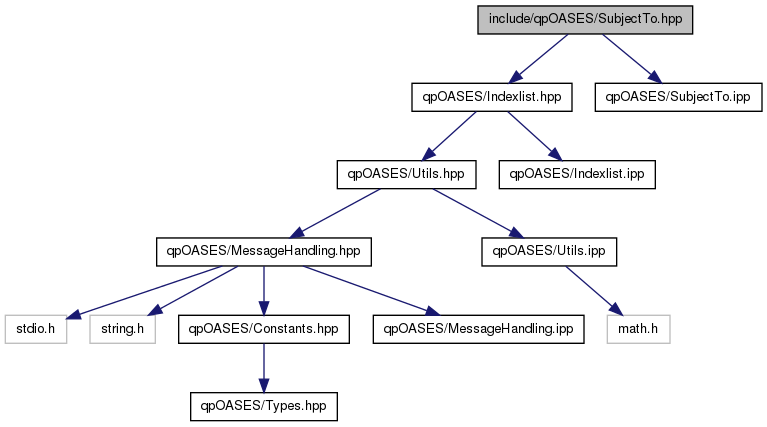 include/qpOASES/SubjectTo.hpp
qpOASES/Indexlist.hpp
qpOASES/SubjectTo.ipp
qpOASES/Utils.hpp
qpOASES/Indexlist.ipp
qpOASES/MessageHandling.hpp
qpOASES/Utils.ipp
stdio.h
string.h
qpOASES/Constants.hpp
qpOASES/MessageHandling.ipp
math.h
qpOASES/Types.hpp